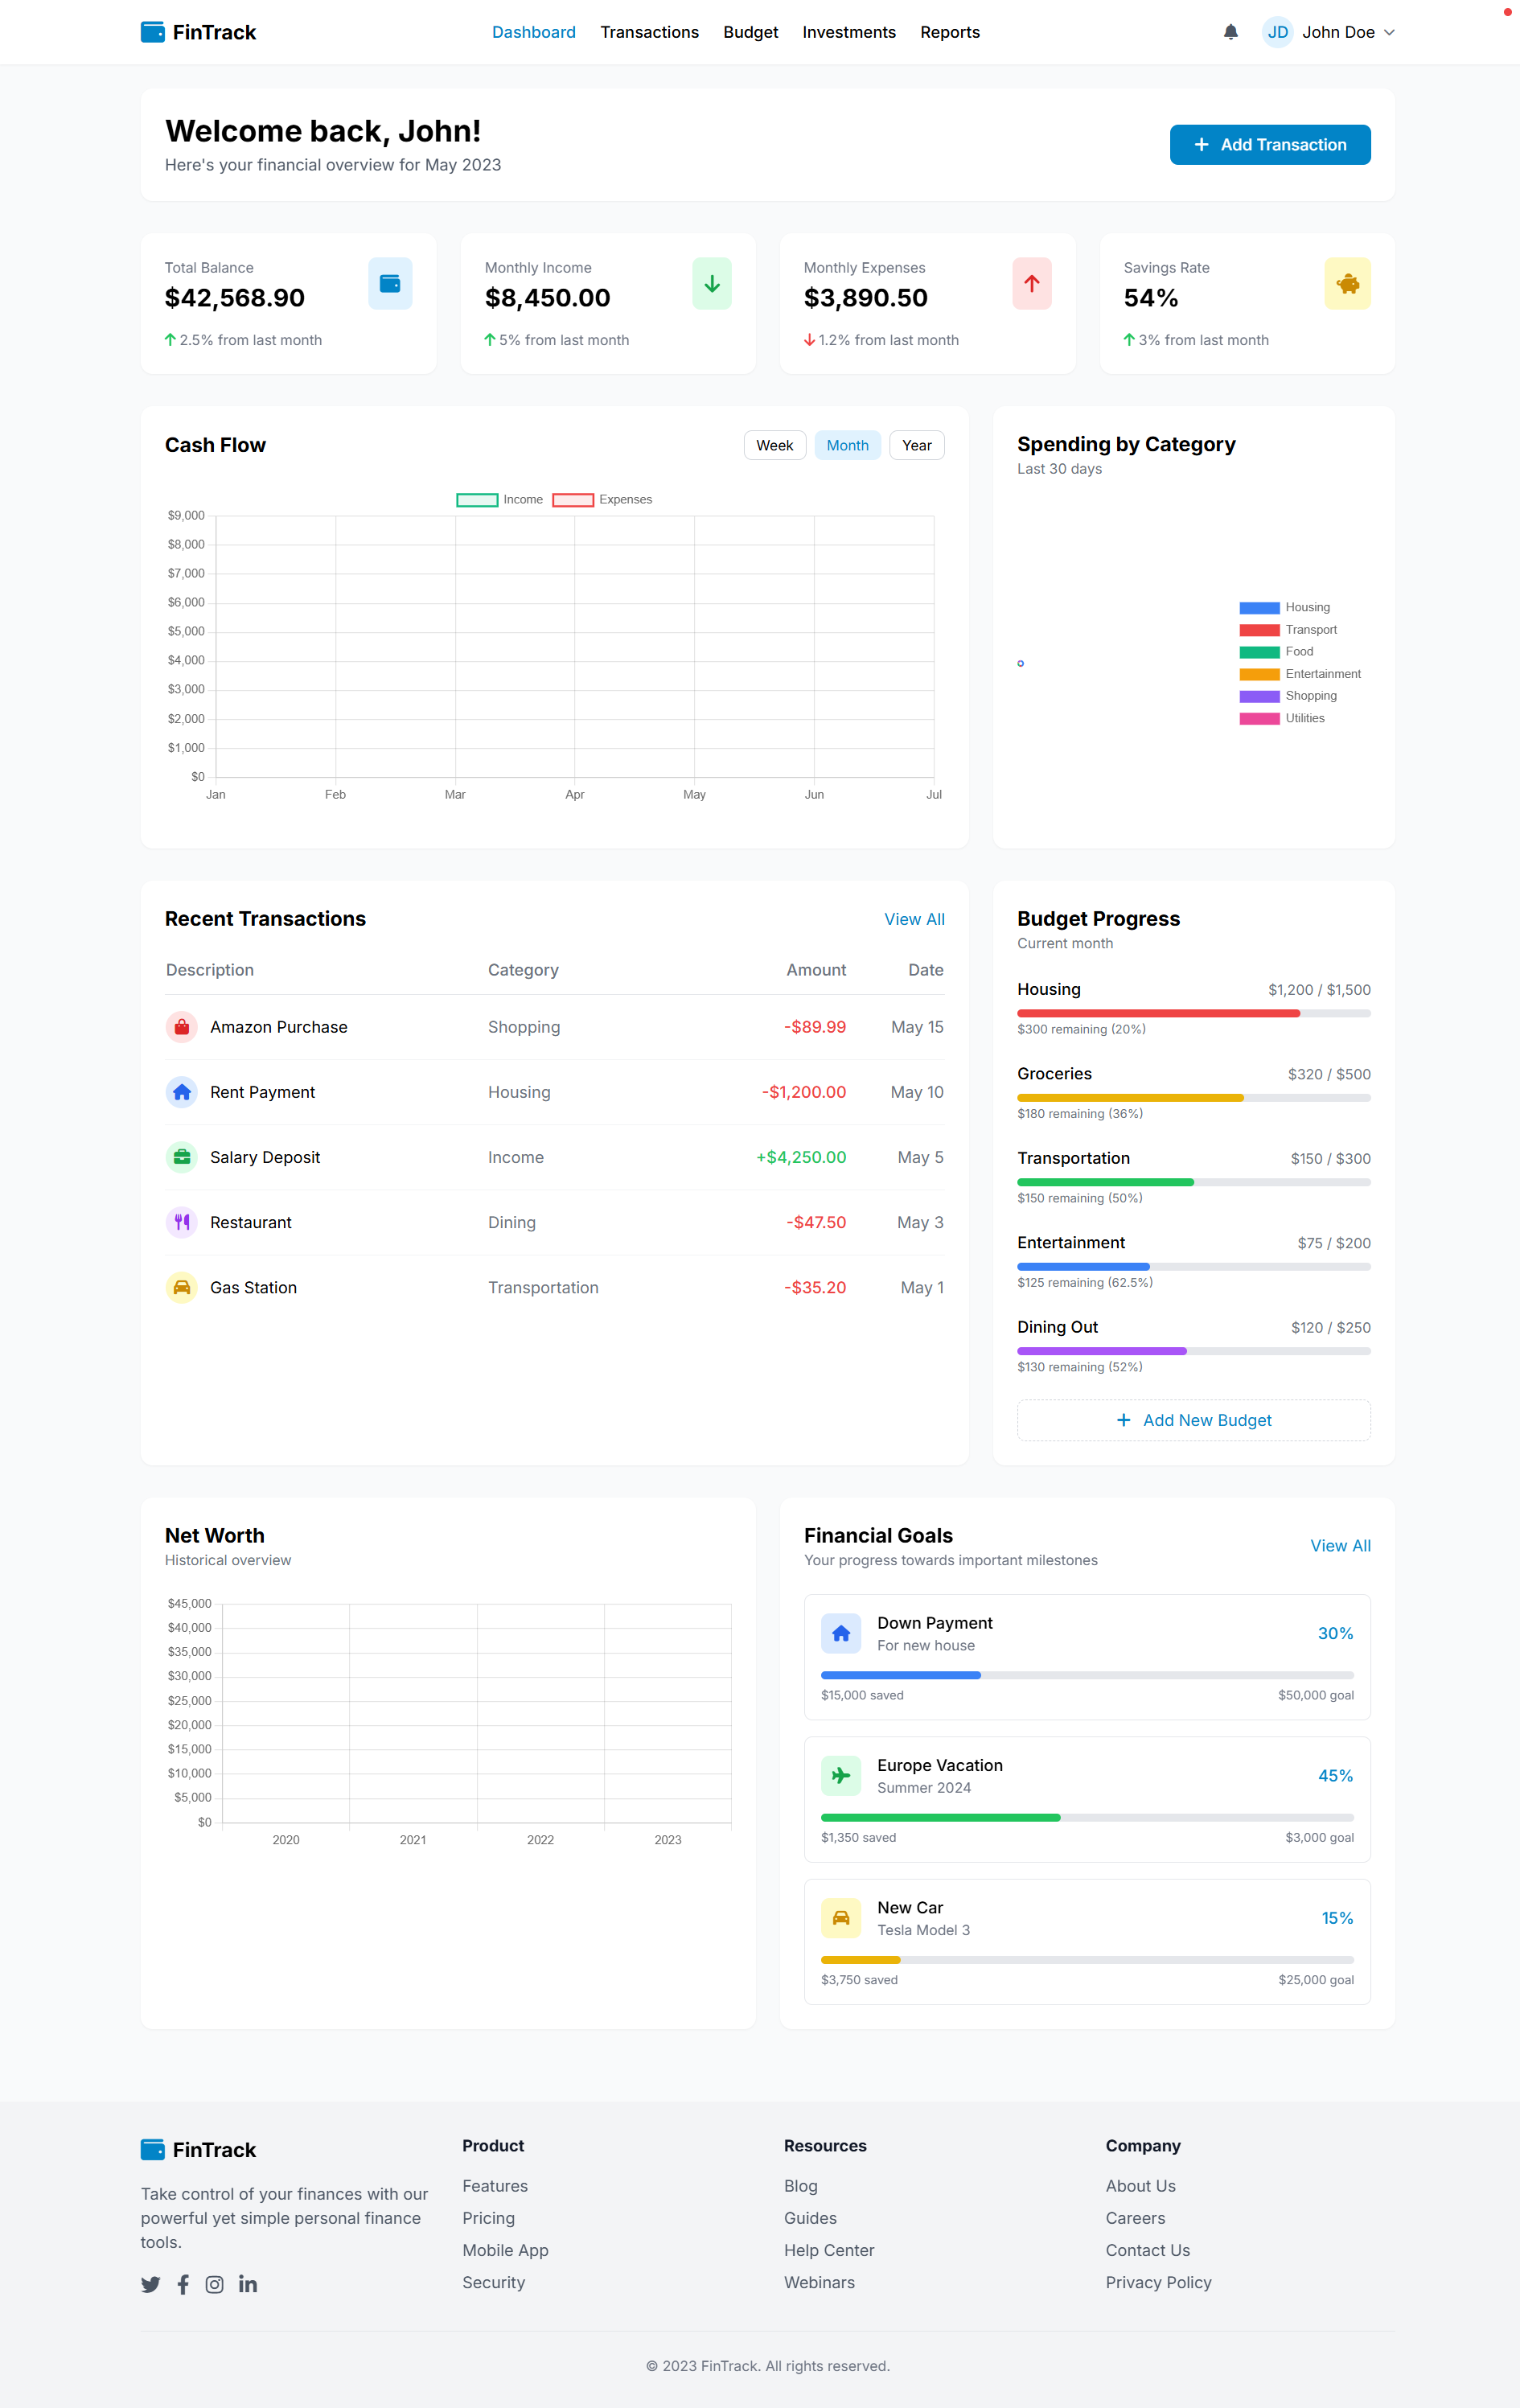 FinTrack
Dashboard Transactions Budget Investments Reports
JD John Doe
Welcome back, John!
Here's your financial overview for May 2023
Add Transaction
Total Balance
$42,568.90
2.5% from last month
Monthly Income
$8,450.00
5% from last month
Monthly Expenses
$3,890.50
1.2% from last month
Savings Rate
54%
3% from last month
Cash Flow
Week Month Year
Income Expenses
$9,000
$8,000
$7,000
$6,000
$5,000
$4,000
$3,000
$2,000
$1,000
$0
Jan Feb Mar Apr May Jun Jul
Spending by Category
Last 30 days
Housing
Transport
Food
Entertainment
Shopping
Utilities
Recent Transactions View All
Description Category Amount Date
Amazon Purchase Shopping -$89.99 May 15
Rent Payment Housing -$1,200.00 May 10
Salary Deposit Income +$4,250.00 May 5
Restaurant Dining -$47.50 May 3
Gas Station Transportation -$35.20 May 1
Budget Progress
Current month
Housing $1,200 / $1,500
$300 remaining (20%)
Groceries $320 / $500
$180 remaining (36%)
Transportation $150 / $300
$150 remaining (50%)
Entertainment $75 / $200
$125 remaining (62.5%)
Dining Out $120 / $250
$130 remaining (52%)
Add New Budget
Net Worth
Historical overview
$45,000
$40,000
$35,000
$30,000
$25,000
$20,000
$15,000
$10,000
$5,000
$0
2020 2021 2022 2023
Financial Goals
Your progress towards important milestones
View All
Down Payment
For new house
30%
$15,000 saved $50,000 goal
Europe Vacation
Summer 2024
45%
$1,350 saved $3,000 goal
New Car
Tesla Model 3
15%
$3,750 saved $25,000 goal
FinTrack
Take control of your finances with our
powerful yet simple personal finance
tools.
Product
Features
Pricing
Mobile App
Security
Resources
Blog
Guides
Help Center
Webinars
Company
About Us
Careers
Contact Us
Privacy Policy
© 2023 FinTrack. All rights reserved.